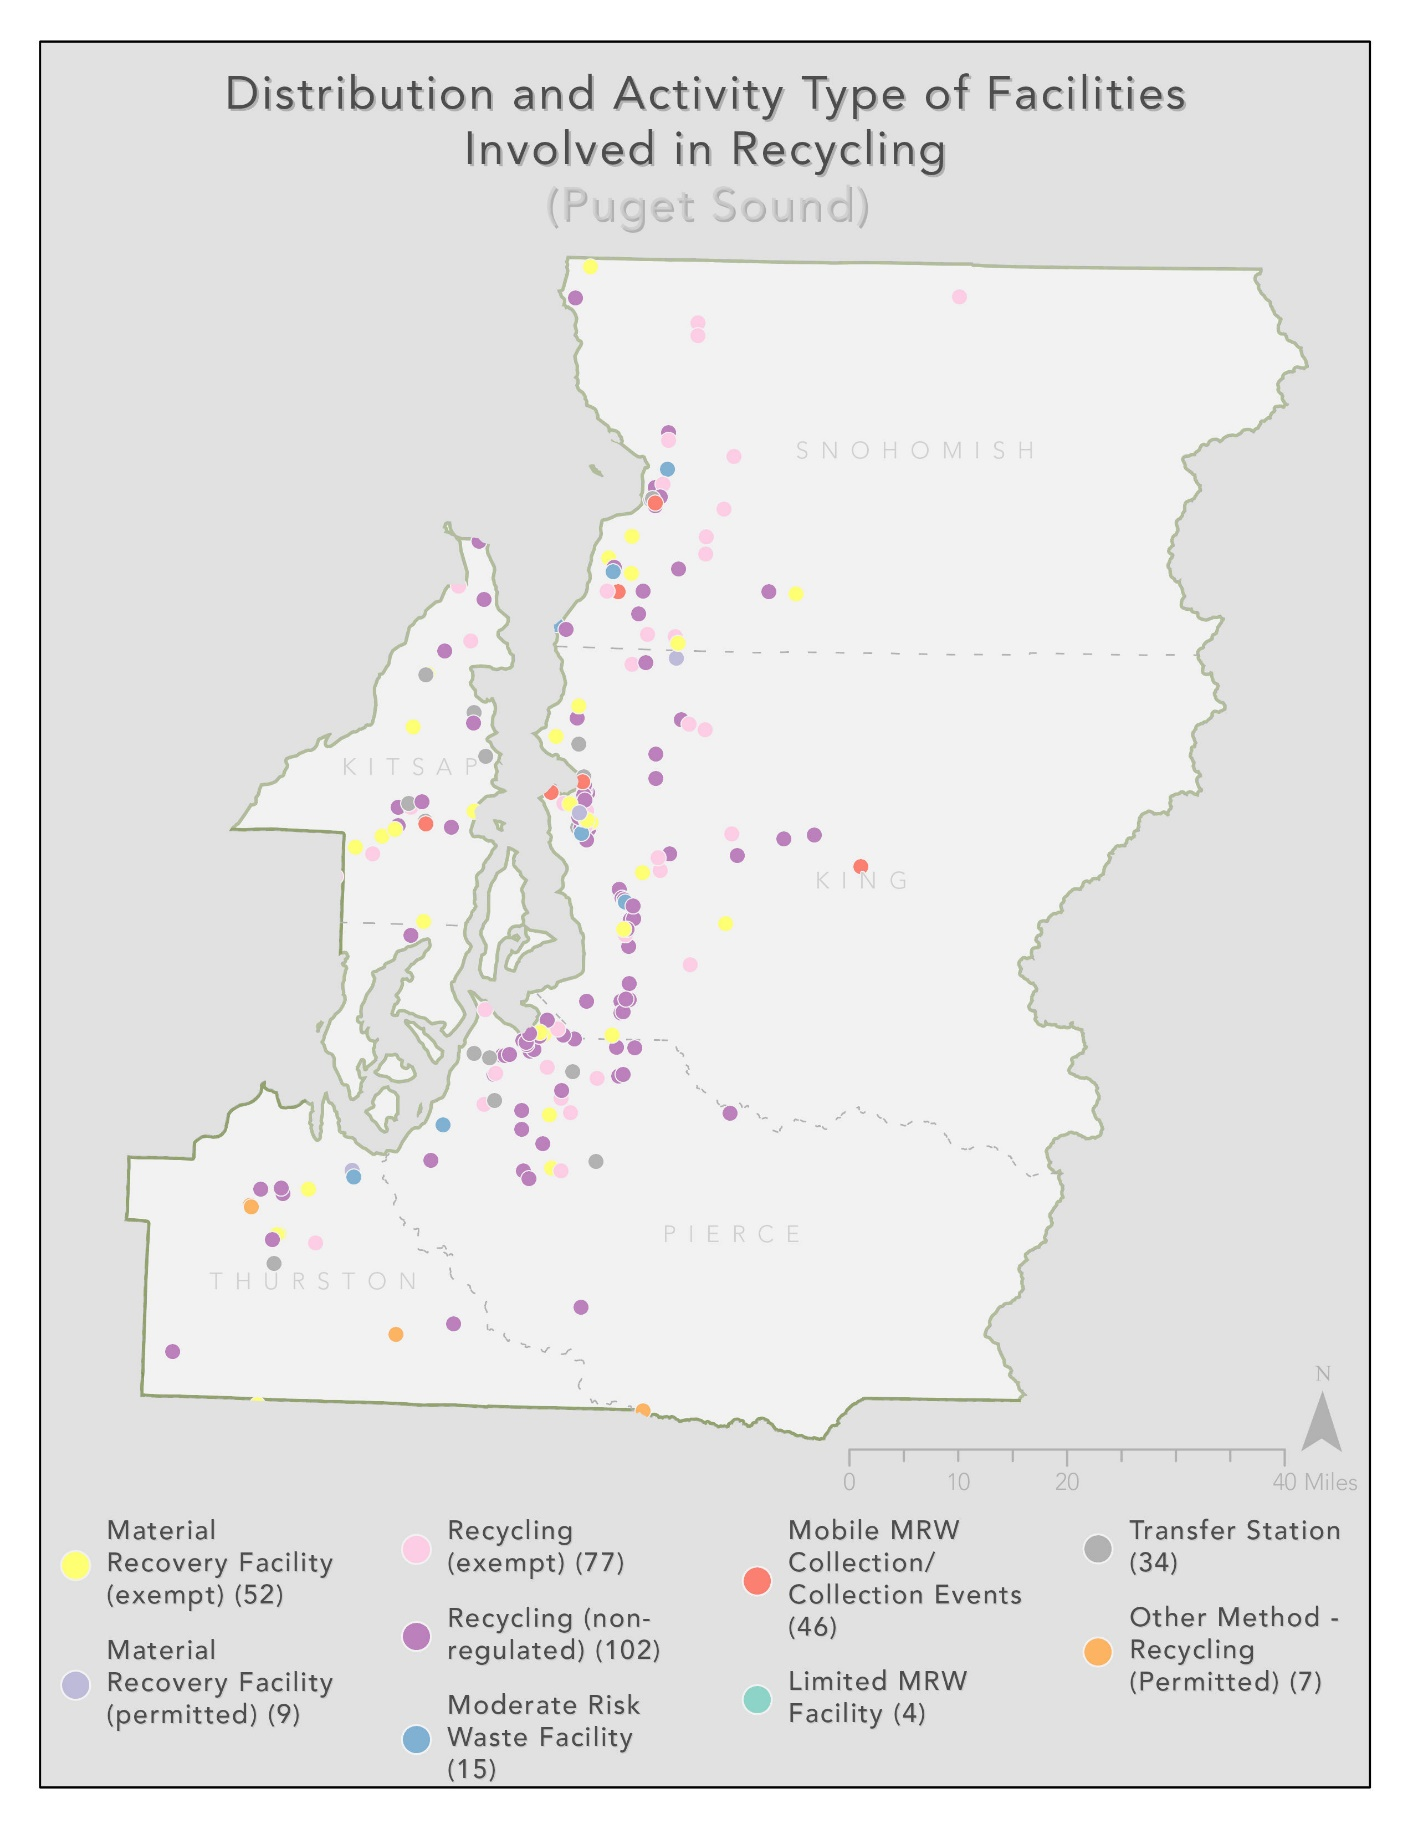 Distribution and Activity Type of Facilities
Involved in Recycling
(Puget Sound)
SNOHOMISH
KITSAP
KING
PIERCE
THURSTON
N
0 10 20 40 Miles
Material
Recovery Facility
(exempt) (52)
Material
Recovery Facility
(permitted) (9)
Recycling
(exempt) (77)
Recycling (non-
regulated) (102)
Moderate Risk
Waste Facility
(15)
Mobile MRW
Collection/
Collection Events
(46)
Limited MRW
Facility (4)
Transfer Station
(34)
Other Method -
Recycling
(Permitted) (7)